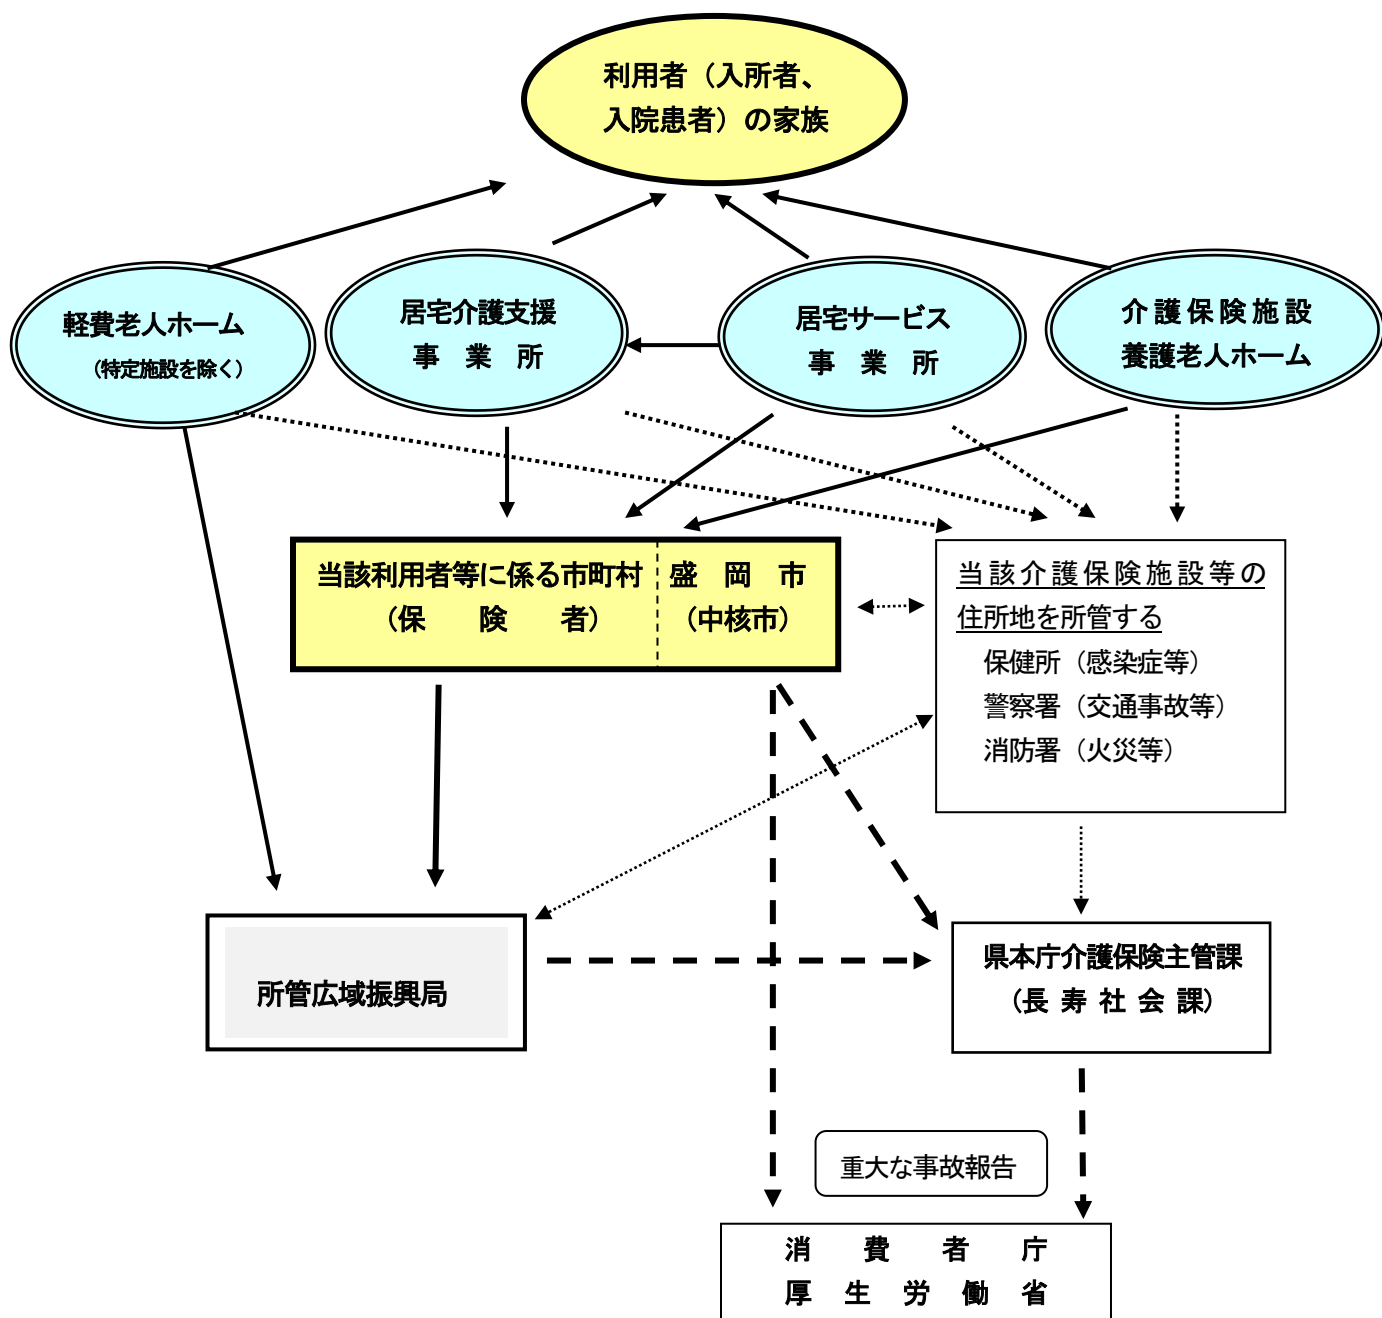 利用者（入所者、
入院患者）の家族
軽費老人ホーム
（特定施設を除く）
居宅介護支援
事　業　所
居宅サービス
事　業　所
介護保険施設
養護老人ホーム
当該利用者等に係る市町村
（保　険　者）
盛　岡　市
（中核市）
当該介護保険施設等の
住所地を所管する
保健所（感染症等）
警察署（交通事故等）
消防署（火災等）
所管広域振興局
県本庁介護保険主管課
（長寿社会課）
重大な事故報告
消　費　者　庁
厚　生　労　働　省